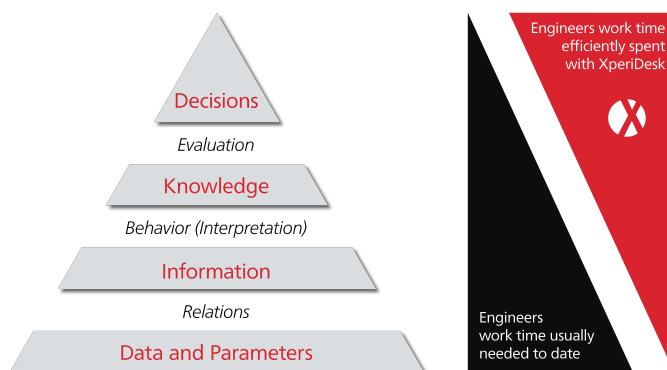 Decisions
Evaluation
Knowledge
Behavior (Interpretation)
Information
Relations
Data and Parameters
Engineers work time
efficiently spent
with XperiDesk
X
Engineers
work time usually
needed to date